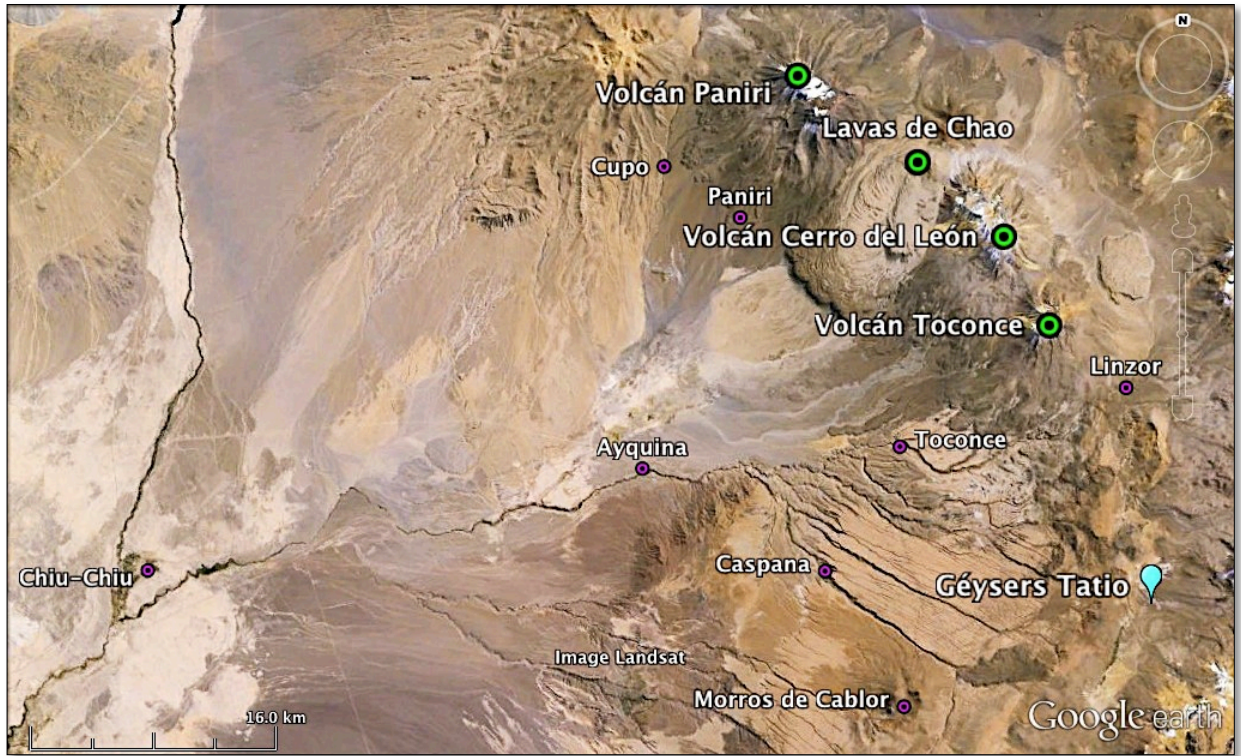 N
Volcán Paniri
Lavas de Chao
Cupo
Paniri
Volcán Cerro del León
Volcán Toconce
Linzor
Toconce
Ayquina
Caspana
Chiu-Chiu
Géysers Tatio
Image Landsat
Morros de Cablor
16.0 km
Google earth